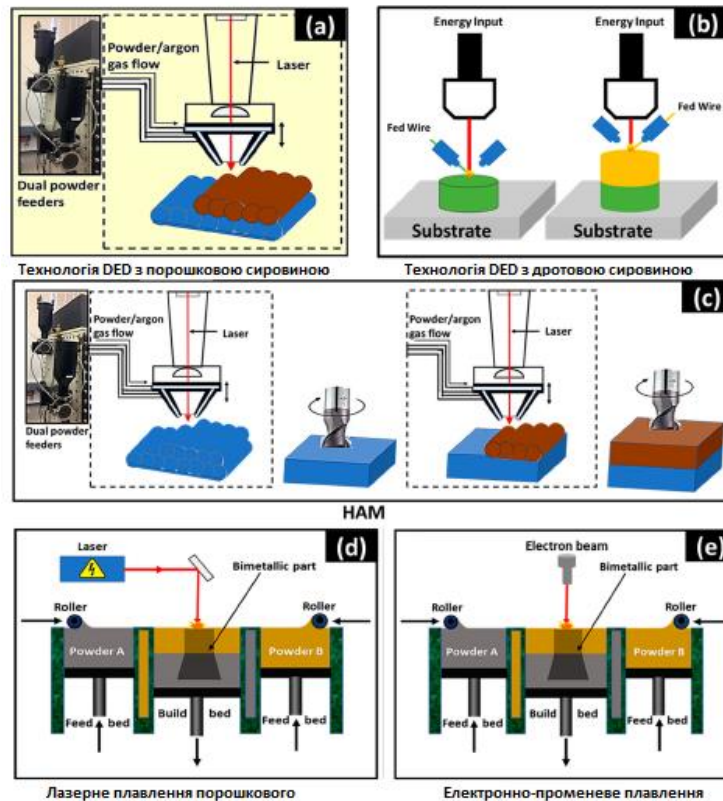 (a)
Powder/argon
gas flow
Laser
Dual powder
feeders
Технологія DED з порошковою сировиною
(b)
Energy Input
Energy Input
Fed Wire
Fed Wire
Substrate
Substrate
Технологія DED з дротовою сировиною
(c)
Powder/argon
gas flow
Laser
Dual powder
feeders
Powder/argon
gas flow
Laser
HAM
(d)
Laser
Bimetallic part
Roller
Roller
Powder A
Powder B
Feed bed
Build bed
Feed bed
Лазерне плавлення порошкового
(e)
Electron beam
Bimetallic part
Roller
Roller
Powder A
Powder B
Feed bed
Build bed
Feed bed
Електронно-променеве плавлення